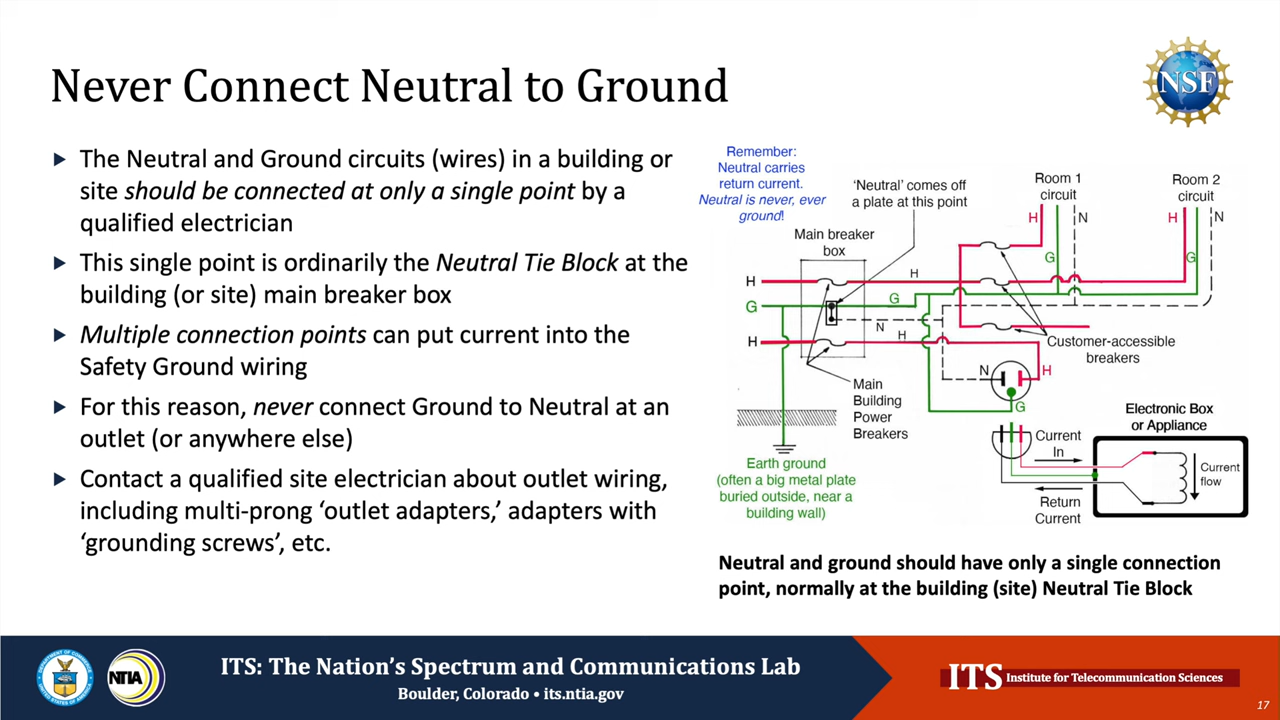 Never Connect Neutral to Ground
NSF
The Neutral and Ground circuits (wires) in a building or
site should be connected at only a single point by a
qualified electrician
This single point is ordinarily the Neutral Tie Block at the
building (or site) main breaker box
Multiple connection points can put current into the
Safety Ground wiring
For this reason, never connect Ground to Neutral at an
outlet (or anywhere else)
Contact a qualified site electrician about outlet wiring,
including multi-prong ‘outlet adapters,’ adapters with
‘grounding screws’, etc.
Remember:
Neutral carries
return current.
Neutral is never, ever
ground!
‘Neutral’ comes off
a plate at this point
Main breaker
box
Room 1
circuit
Room 2
circuit
H
N
H
N
G
G
H
H
G
G
N
H
H
Customer-accessible
breakers
N
H
G
Main
Building
Power
Breakers
Earth ground
(often a big metal plate
buried outside, near a
building wall)
Electronic Box
or Appliance
Current
In
Return
Current
Current
flow
Neutral and ground should have only a single connection
point, normally at the building (site) Neutral Tie Block
NTIA
ITS: The Nation’s Spectrum and Communications Lab
Boulder, Colorado • its.ntia.gov
ITS Institute for Telecommunication Sciences
17